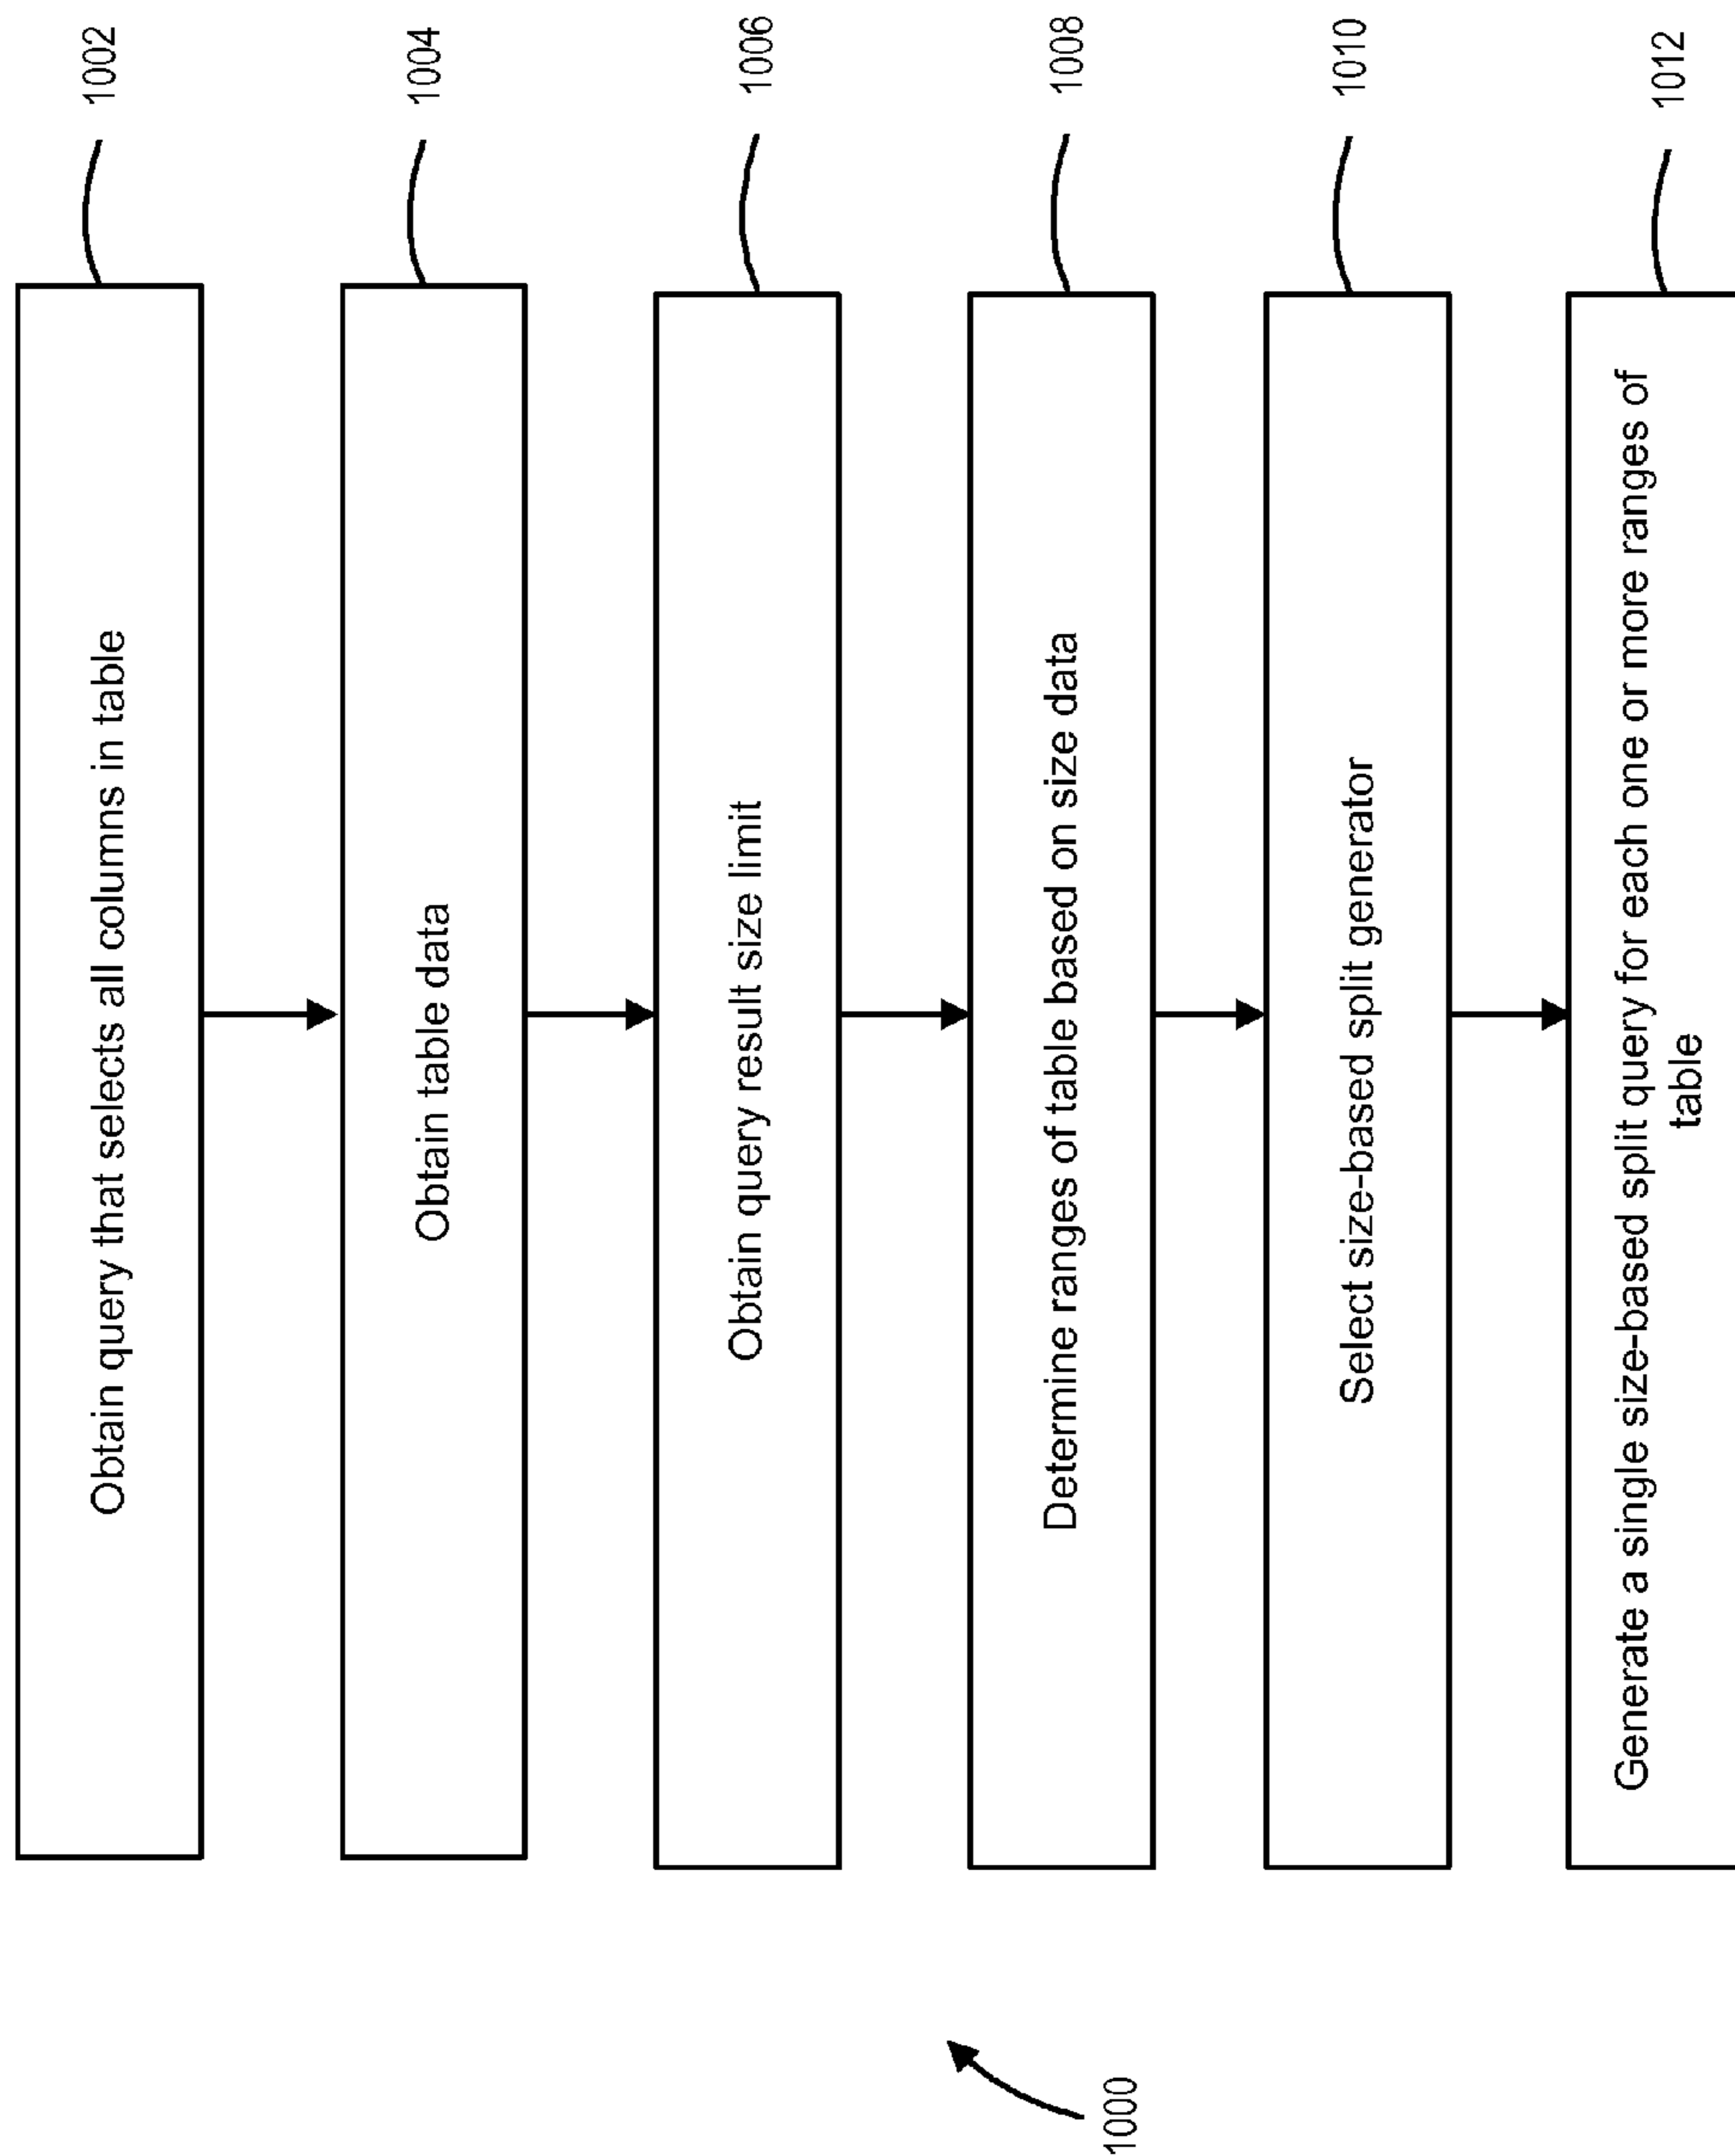 1002
Obtain query that selects all columns in table
1004
Obtain table data
1006
Obtain query result size limit
1008
Determine ranges of table based on size data
1010
Select size-based split generator
1012
Generate a single size-based split query for each one or more ranges of
table
1000